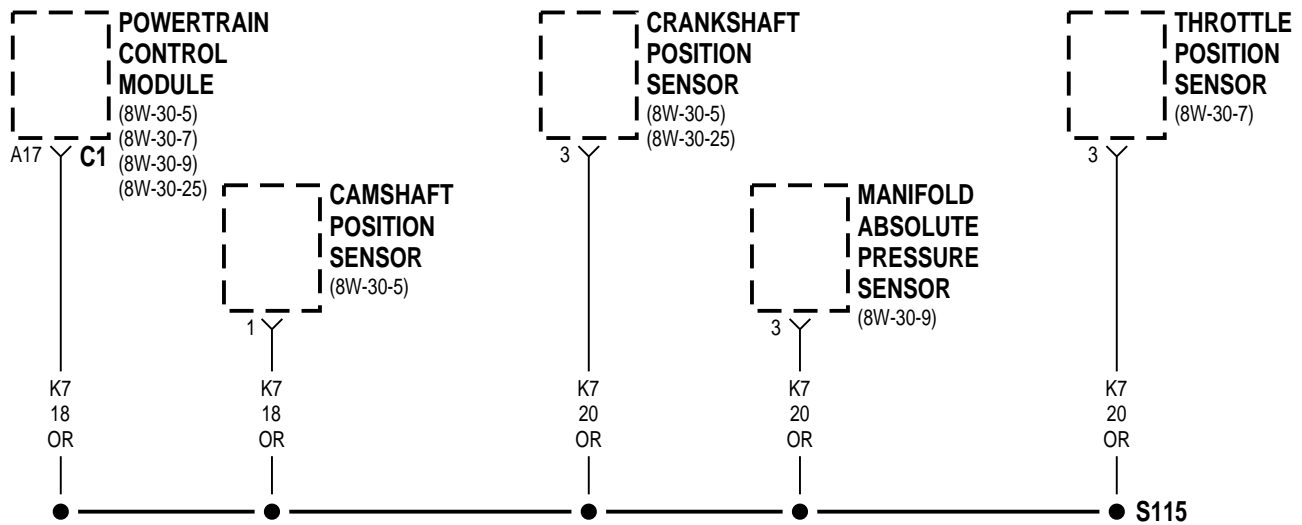 POWERTRAIN
CONTROL
MODULE
(8W-30-5)
(8W-30-7)
(8W-30-9)
(8W-30-25)
A17
C1
CAMSHAFT
POSITION
SENSOR
(8W-30-5)
1
CRANKSHAFT
POSITION
SENSOR
(8W-30-5)
(8W-30-25)
3
MANIFOLD
ABSOLUTE
PRESSURE
SENSOR
(8W-30-9)
3
THROTTLE
POSITION
SENSOR
(8W-30-7)
3
K7
18
OR
K7
18
OR
K7
20
OR
K7
20
OR
K7
20
OR
S115